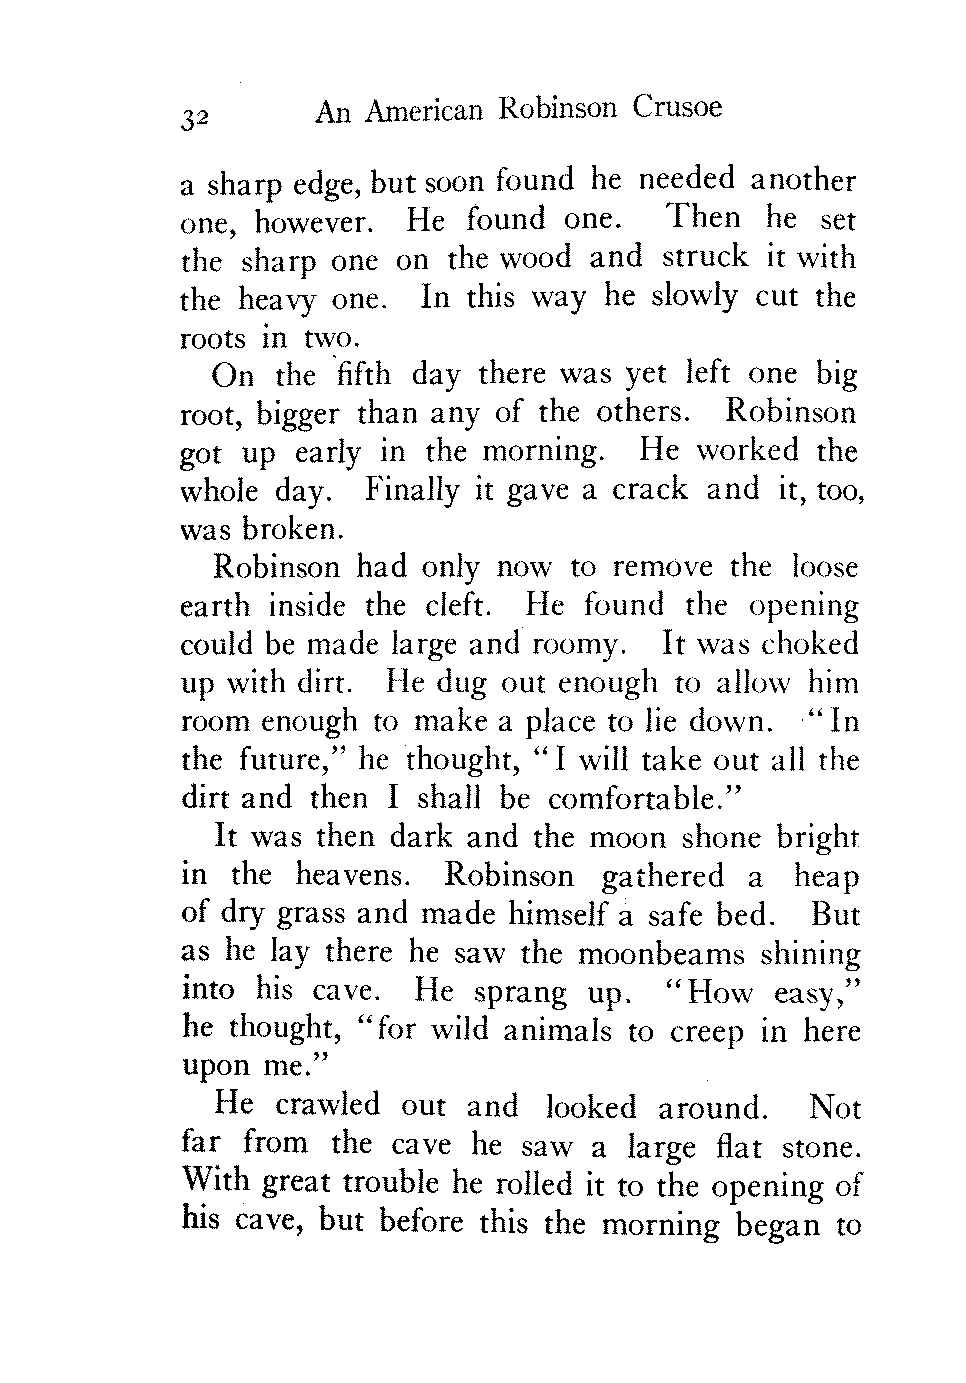 32 An American Robinson Crusoe
a sharp edge, but soon found he needed another
one, however. He found one. Then he set
the sharp one on the wood and struck it with
the heavy one. In this way he slowly cut the
roots in two.
On the fifth day there was yet left one big
root, bigger than any of the others. Robinson
got up early in the morning. He worked the
whole day. Finally it gave a crack and it, too,
was broken.
Robinson had only now to remove the loose
earth inside the cleft. He found the opening
could be made large and roomy. It was choked
up with dirt. He dug out enough to allow him
room enough to make a place to lie down. "In
the future," he thought, "I will take out all the
dirt and then I shall be comfortable."
It was then dark and the moon shone bright
in the heavens. Robinson gathered a heap
of dry grass and made himself a safe bed. But
as he lay there he saw the moonbeams shining
into his cave. He sprang up. "How easy,"
he thought, "for wild animals to creep in here
upon me."
He crawled out and looked around. Not
far from the cave he saw a large flat stone.
With great trouble he rolled it to the opening of
his cave, but before this the morning began to